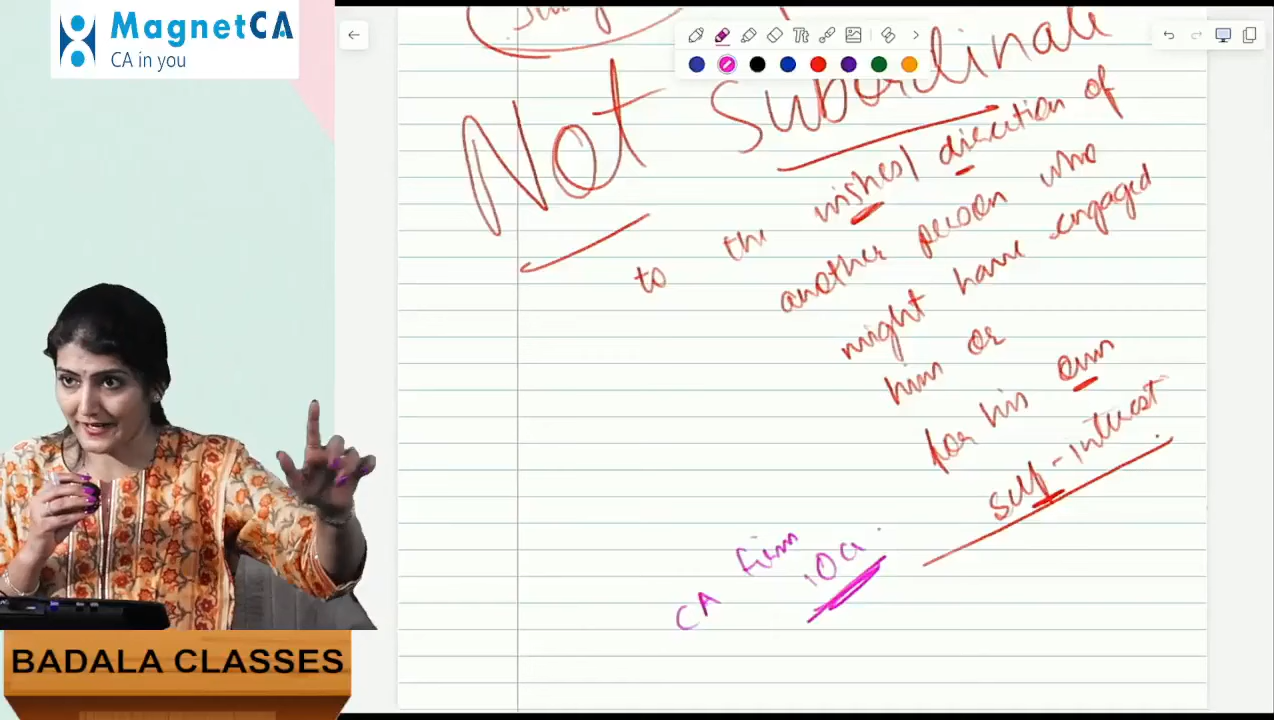 MagnetCA
CA in you
Not Subordinate
to the wishes/ direction of
another person who
might have engaged
him or
for his own
self-interest
CA firm
BADALA CLASSES